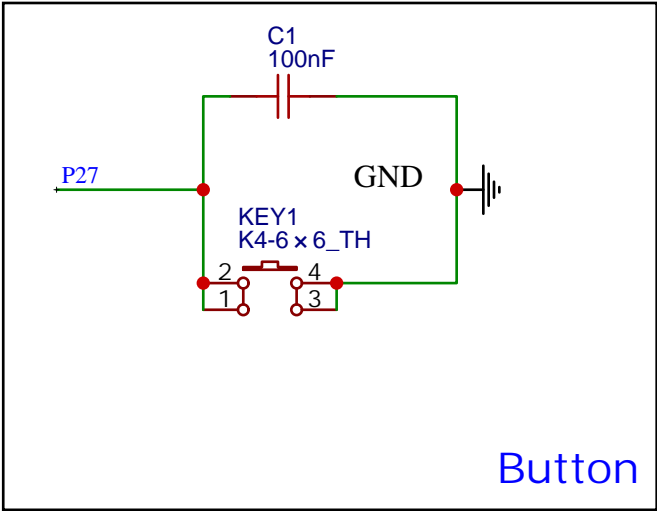 C1
100nF
P27
GND
KEY1
K4-6×6_TH
2 4
1 3
Button